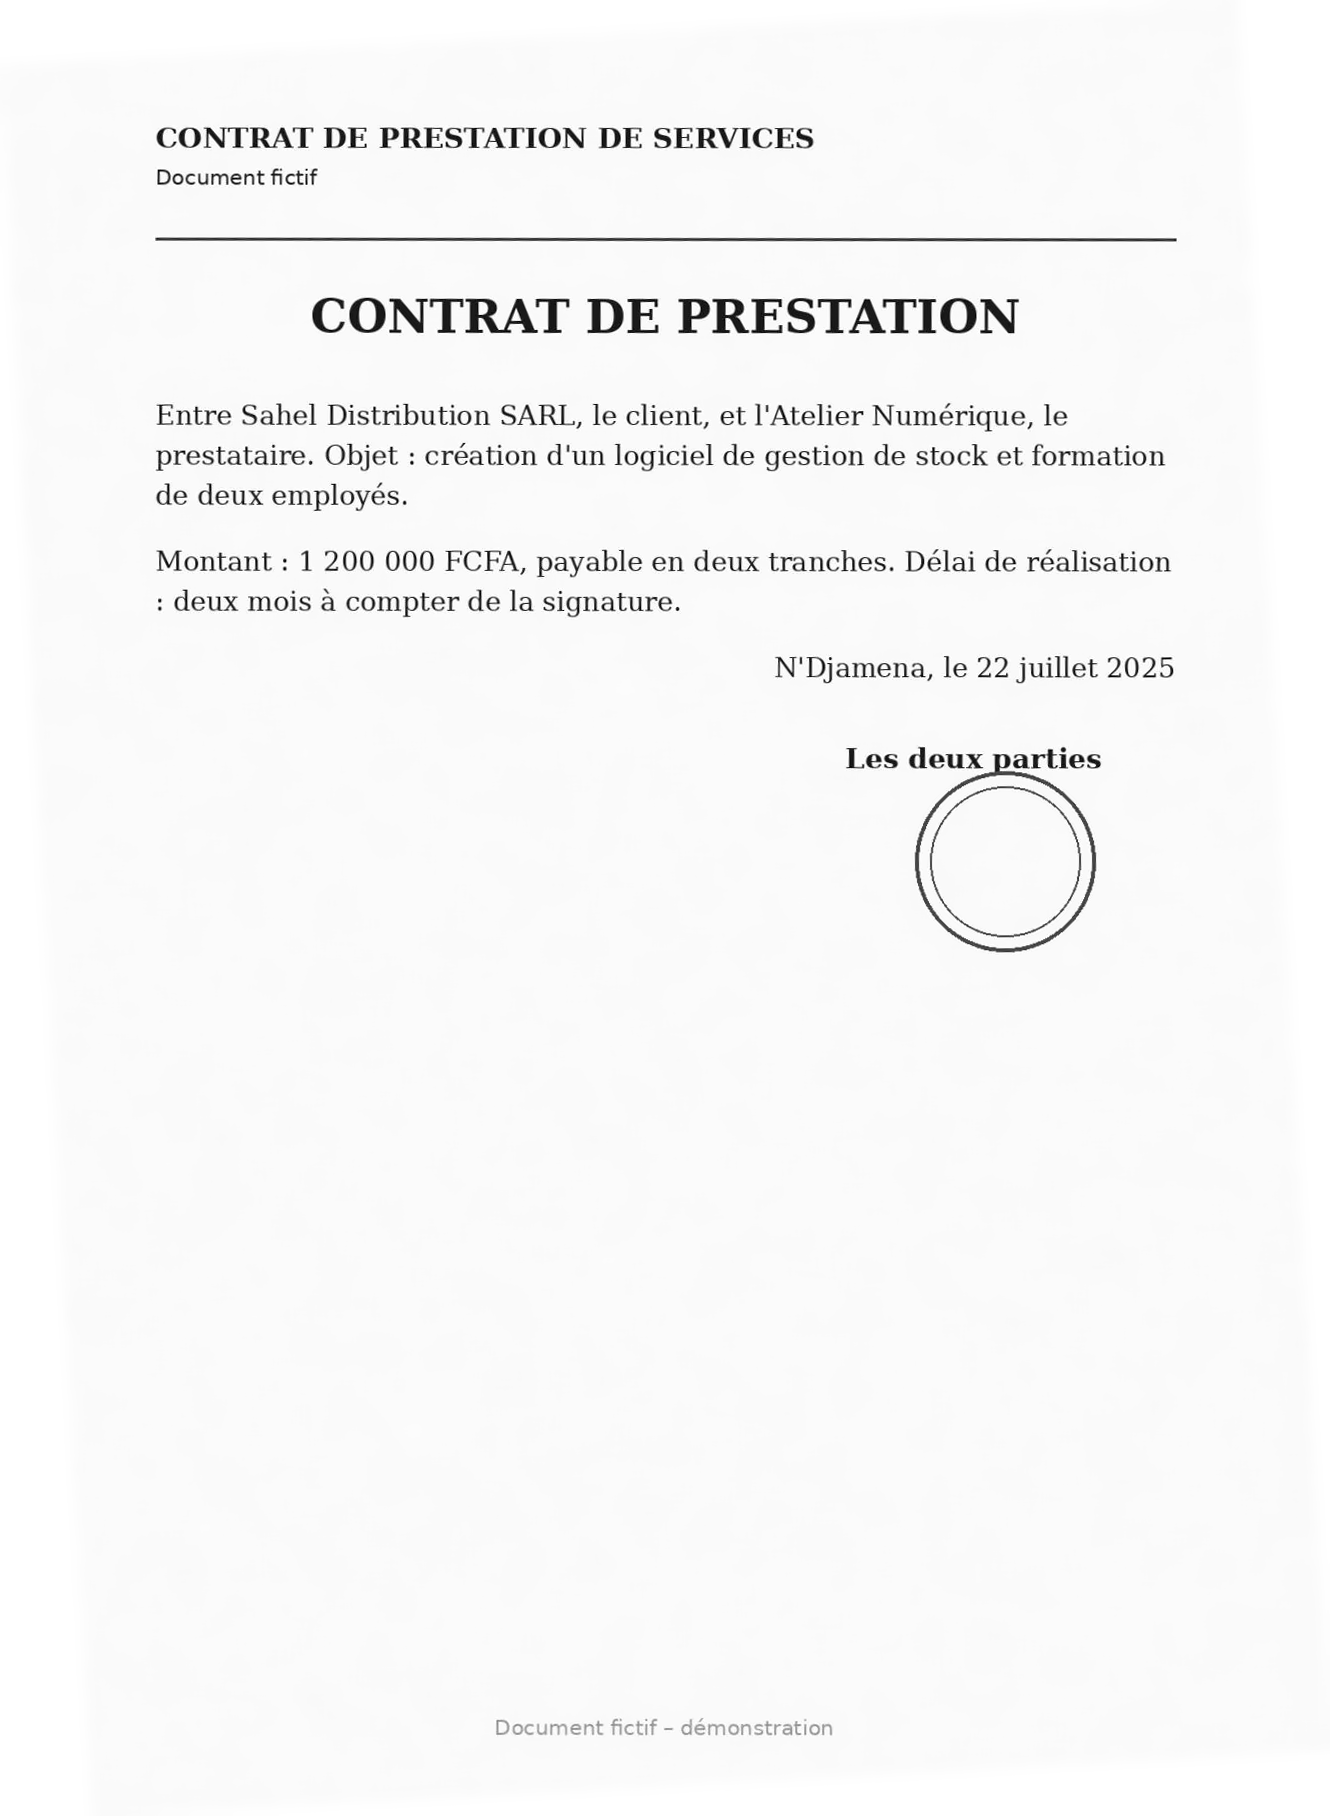 CONTRAT DE PRESTATION DE SERVICES
Document fictif
CONTRAT DE PRESTATION
Entre Sahel Distribution SARL, le client, et l'Atelier Numérique, le
prestataire. Objet : création d'un logiciel de gestion de stock et formation
de deux employés.
Montant : 1 200 000 FCFA, payable en deux tranches. Délai de réalisation
: deux mois à compter de la signature.
N'Djamena, le 22 juillet 2025
Les deux parties
Document fictif – démonstration